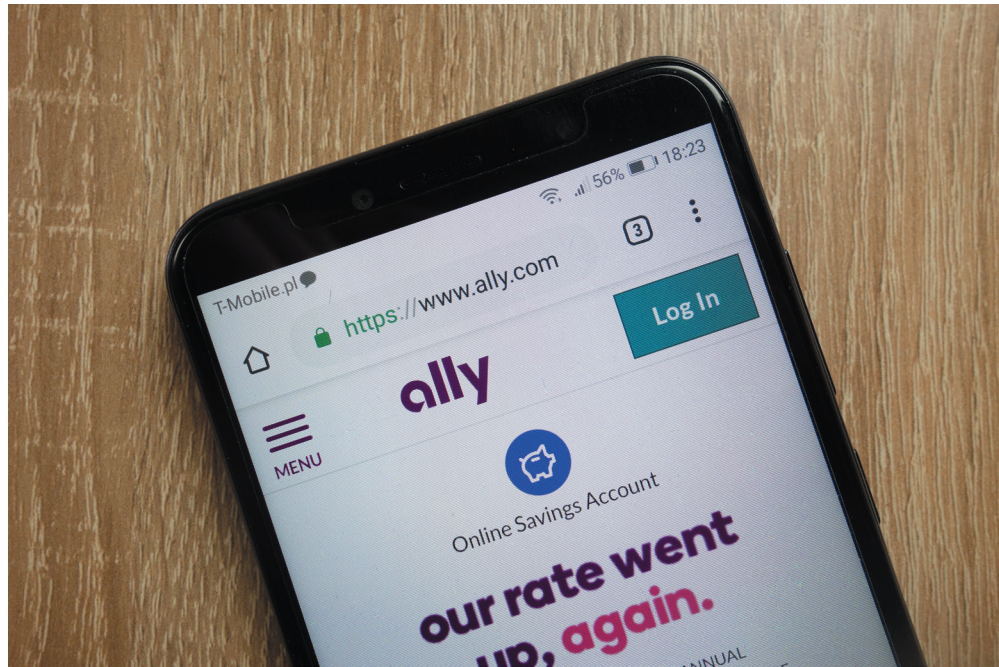 T-Mobile.pl 56% 18:23
https://www.ally.com 3
ally Log In
MENU
Online Savings Account
our rate went
up, again.
ANNUAL